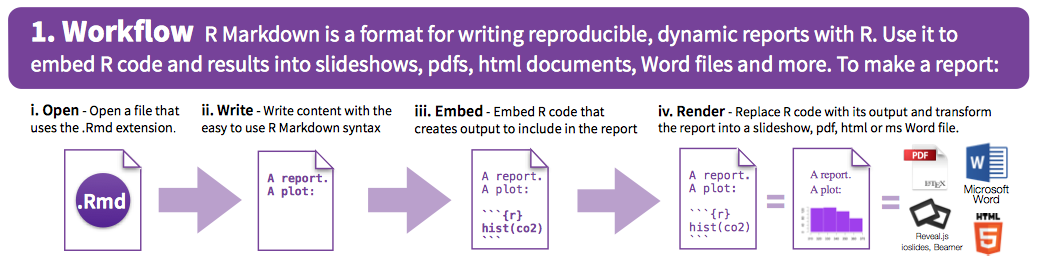 1. Workflow R Markdown is a format for writing reproducible, dynamic reports with R. Use it to
embed R code and results into slideshows, pdfs, html documents, Word files and more. To make a report:
i. Open - Open a file that
uses the .Rmd extension.
ii. Write - Write content with the
easy to use R Markdown syntax
iii. Embed - Embed R code that
creates output to include in the report
iv. Render - Replace R code with its output and transform
the report into a slideshow, pdf, html or ms Word file.
.Rmd
A report.
A plot:
A report.
A plot:
```{r}
hist(co2)
```
A report.
A plot:
```{r}
hist(co2)
```
=
A report.
A plot:
=
PDF
LATEX
W
Microsoft
Word
Reveal.js
ioslides, Beamer
HTML
5